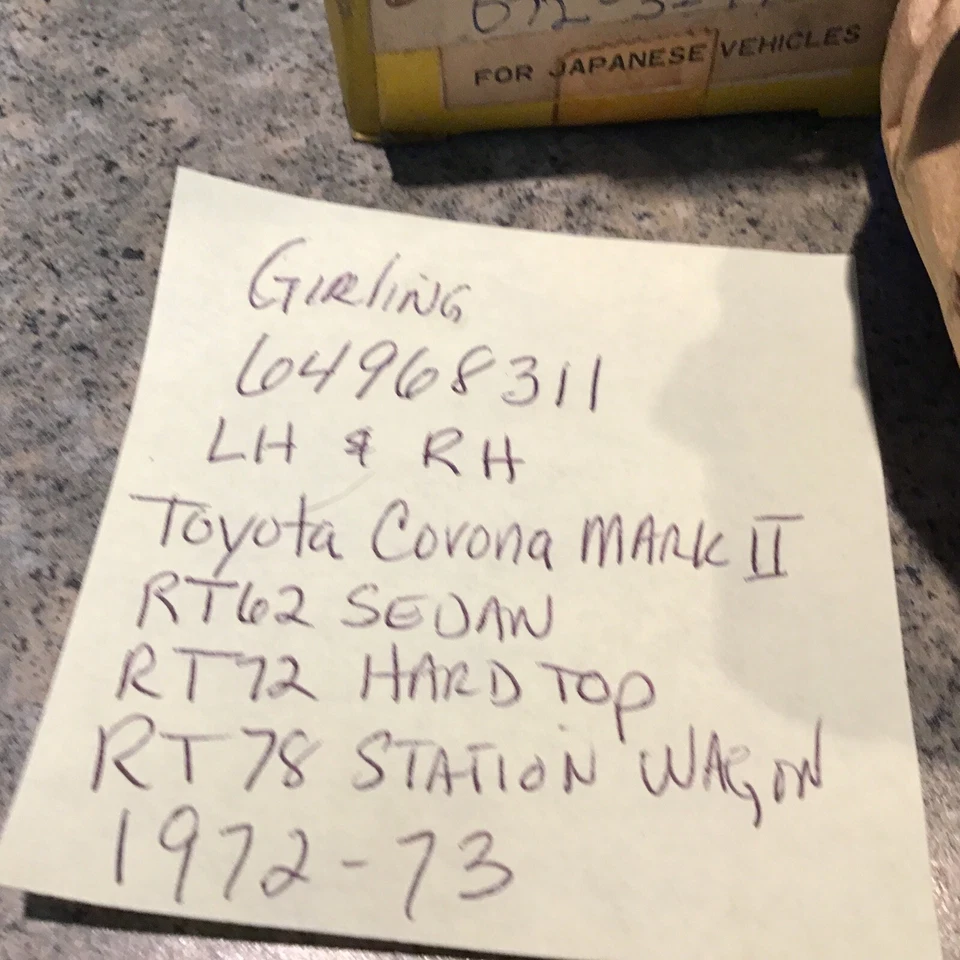 FOR JAPANESE VEHICLES
GIRling
64968311
LH & RH
Toyota Corona MARK II
RT62 SEDAN
RT72 HARD TOP
RT78 STATION WAGON
1972-73